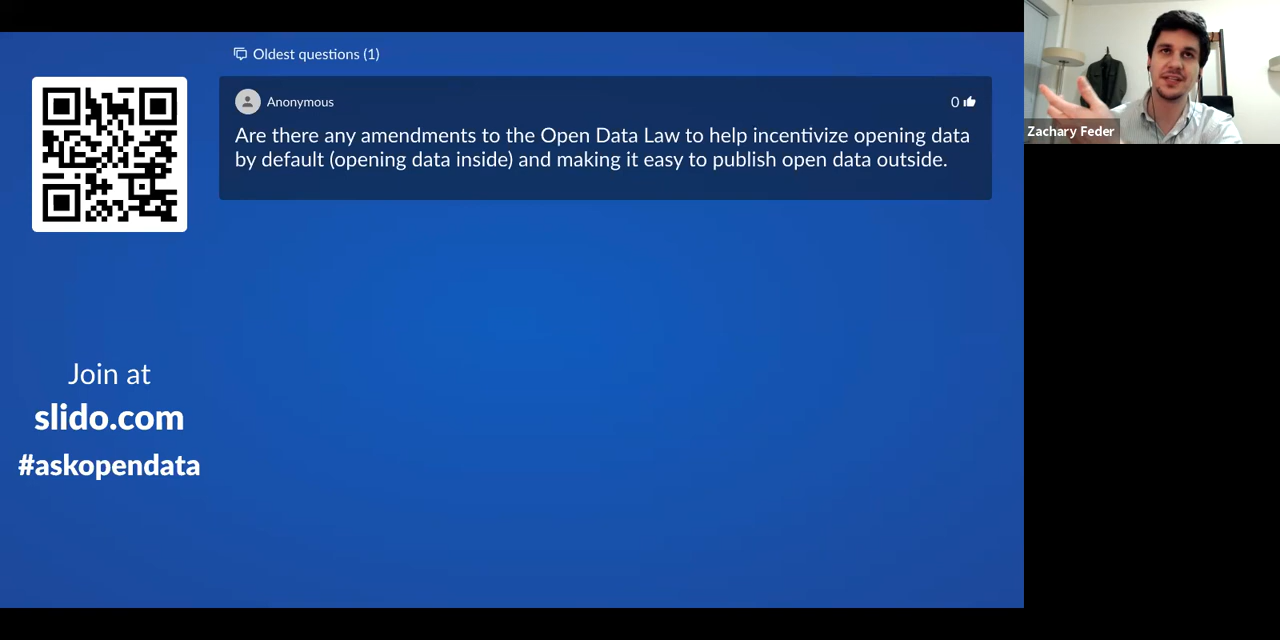 Oldest questions (1)
Anonymous
0
Are there any amendments to the Open Data Law to help incentivize opening data
by default (opening data inside) and making it easy to publish open data outside.
Join at
slido.com
#askopendata
Zachary Feder